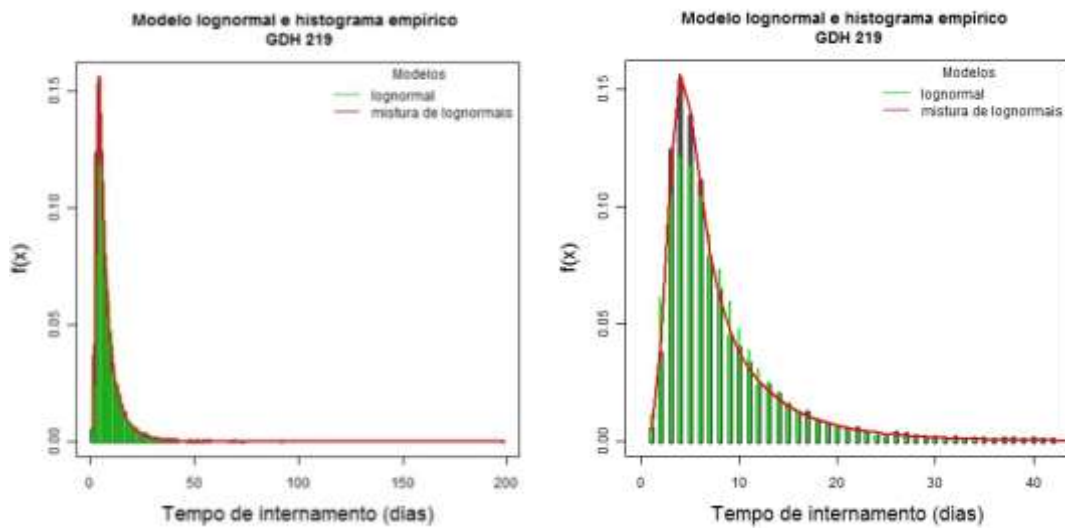 Modelo lognormal e histograma empírico
GDH 219
Modelos
lognormal
mistura de lognormais
f(x)
0.15
0.10
0.05
0.00
0
50
100
150
200
Tempo de internamento (dias)
Modelo lognormal e histograma empírico
GDH 219
Modelos
lognormal
mistura de lognormais
f(x)
0.15
0.10
0.05
0.00
0
10
20
30
40
Tempo de internamento (dias)